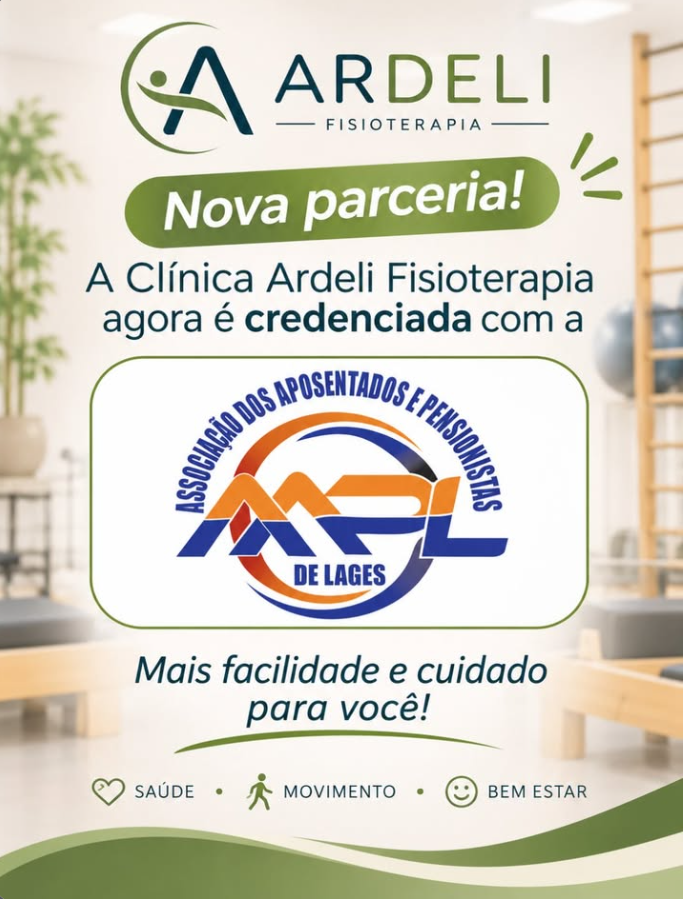 ARDELI
FISIOTERAPIA
Nova parceria!
A Clínica Ardeli Fisioterapia
agora é credenciada com a
ASSOCIAÇÃO DOS APOSENTADOS E PENSIONISTAS
AAPL
DE LAGES
Mais facilidade e cuidado
para você!
SAÚDE • MOVIMENTO • BEM ESTAR